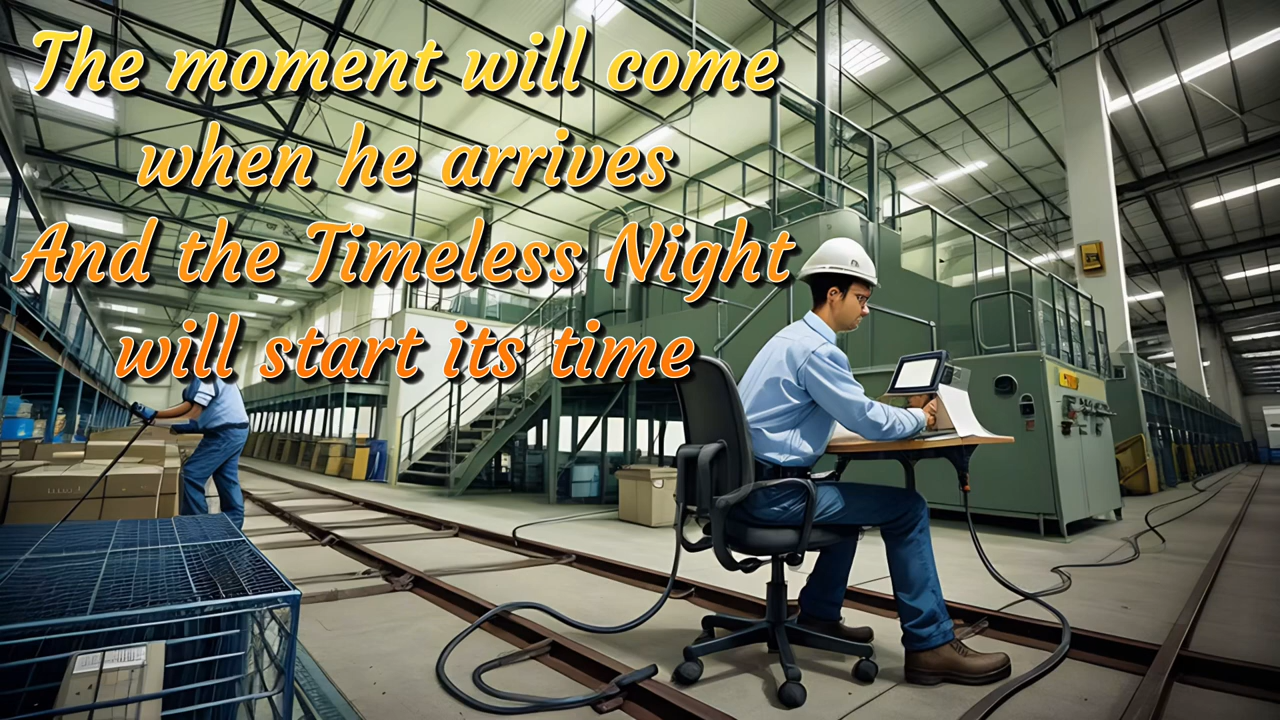 The moment will come
when he arrives
And the Timeless Night
will start its time